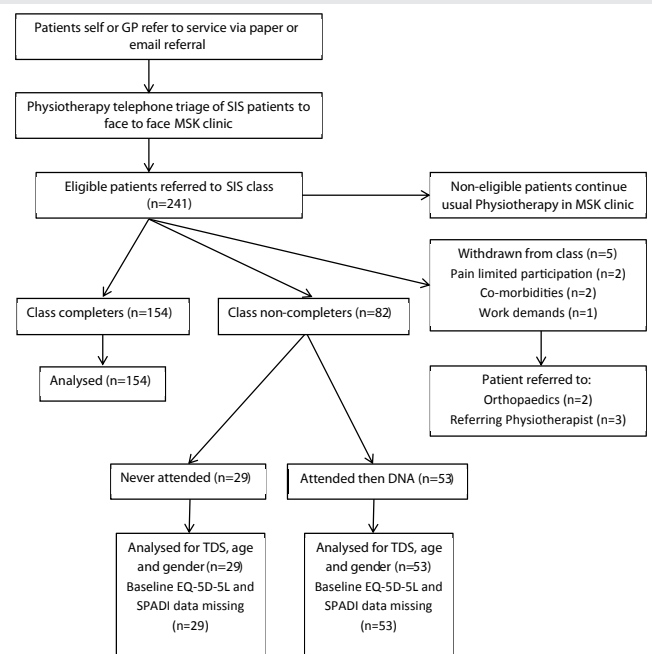 Patients self or GP refer to service via paper or
email referral
Physiotherapy telephone triage of SIS patients to
face to face MSK clinic
Eligible patients referred to SIS class
(n=241)
Non-eligible patients continue
usual Physiotherapy in MSK clinic
Withdrawn from class (n=5)
Pain limited participation (n=2)
Co-morbidities (n=2)
Work demands (n=1)
Class completers (n=154)
Class non-completers (n=82)
Analysed (n=154)
Patient referred to:
Orthopaedics (n=2)
Referring Physiotherapist (n=3)
Never attended (n=29)
Attended then DNA (n=53)
Analysed for TDS, age
and gender(n=29)
Baseline EQ-5D-5L and
SPADI data missing
(n=29)
Analysed for TDS, age
and gender (n=53)
Baseline EQ-5D-5L and
SPADI data missing
(n=53)